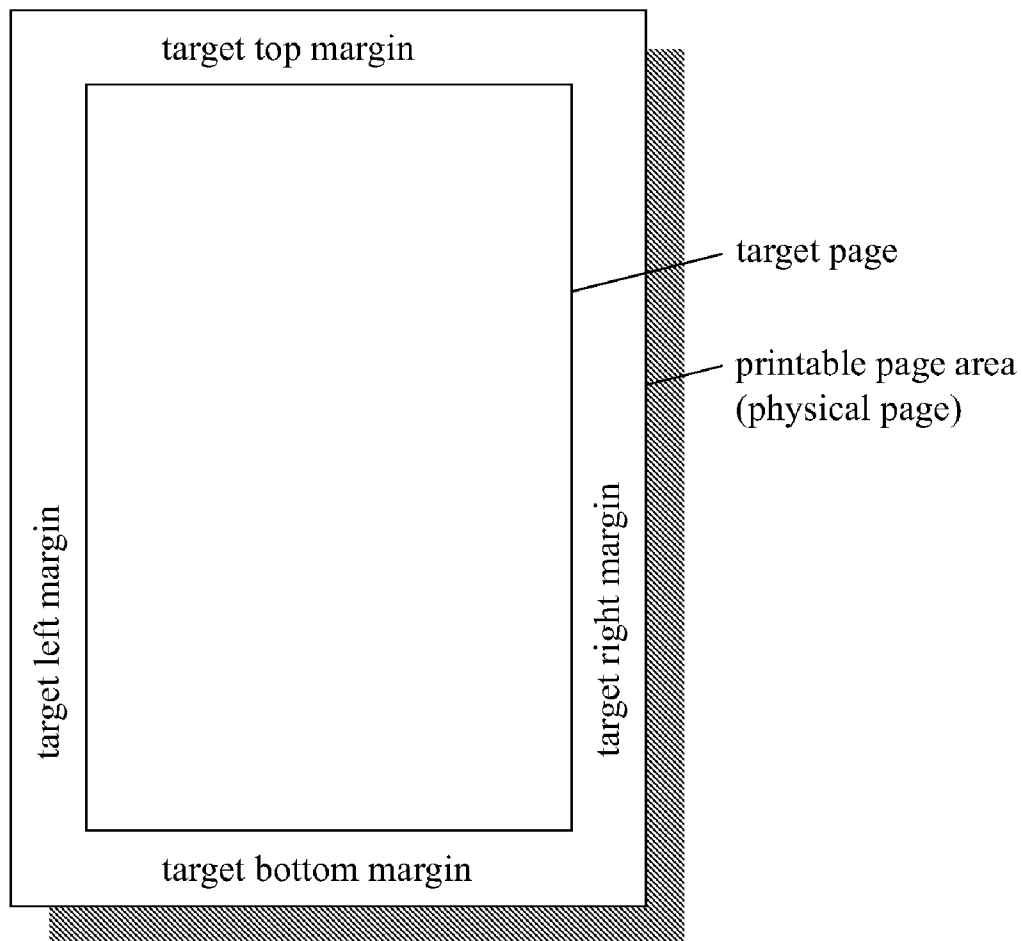 target top margin
target page
printable page area
(physical page)
target left margin
target right margin
target bottom margin